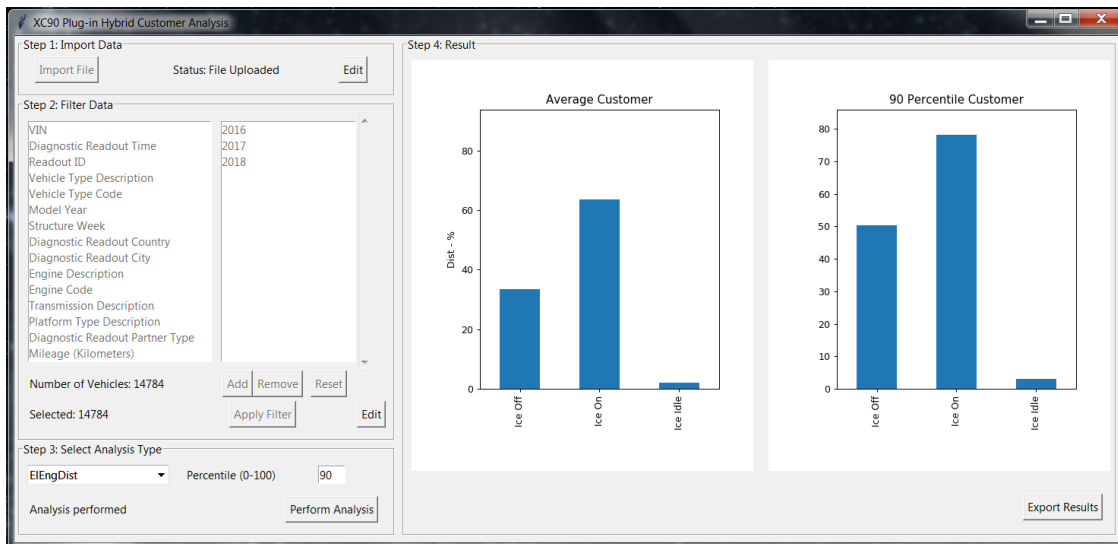 XC90 Plug-in Hybrid Customer Analysis
Step 1: Import Data
Import File
Status: File Uploaded
Edit
Step 2: Filter Data
VIN
Diagnostic Readout Time
Readout ID
Vehicle Type Description
Vehicle Type Code
Model Year
Structure Week
Diagnostic Readout Country
Diagnostic Readout City
Engine Description
Engine Code
Transmission Description
Platform Type Description
Diagnostic Readout Partner Type
Mileage (Kilometers)
2016
2017
2018
Number of Vehicles: 14784
Add
Remove
Reset
Selected: 14784
Apply Filter
Edit
Step 3: Select Analysis Type
ElEngDist
Percentile (0-100)
90
Analysis performed
Perform Analysis
Step 4: Result
Average Customer
Dist - %
80
60
40
20
0
Ice Off
Ice On
Ice Idle
90 Percentile Customer
80
70
60
50
40
30
20
10
0
Ice Off
Ice On
Ice Idle
Export Results